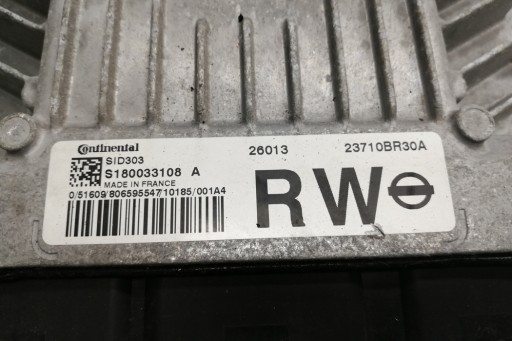 Continental
SID303
S180033108 A
MADE IN FRANCE
0/51609/806595547/10185/001A4
26013
23710BR30A
RW